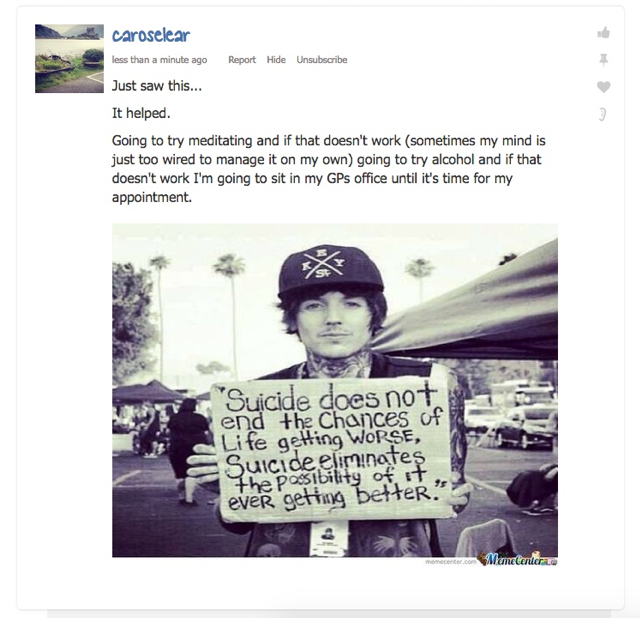 caroselear
less than a minute ago Report Hide Unsubscribe
Just saw this...
It helped.
Going to try meditating and if that doesn't work (sometimes my mind is
just too wired to manage it on my own) going to try alcohol and if that
doesn't work I'm going to sit in my GPs office until it's time for my
appointment.
"Suicide does not
end the chances of
Life getting WORSE,
Suicide eliminates
the possibility of it
ever getting better."
memecenter.com MemeCenter